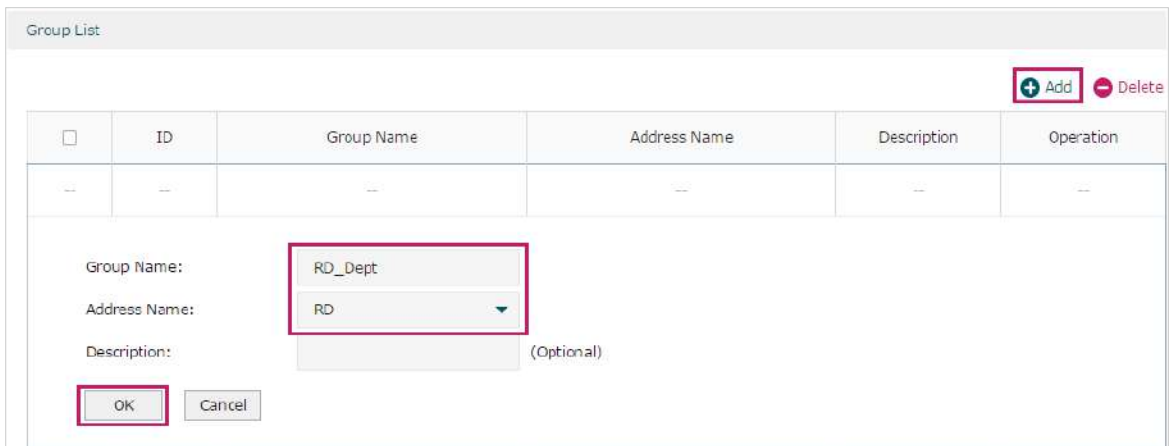 Group List
Add Delete
ID Group Name Address Name Description Operation
-- -- -- -- -- --
Group Name: RD_Dept
Address Name: RD
Description: (Optional)
OK Cancel